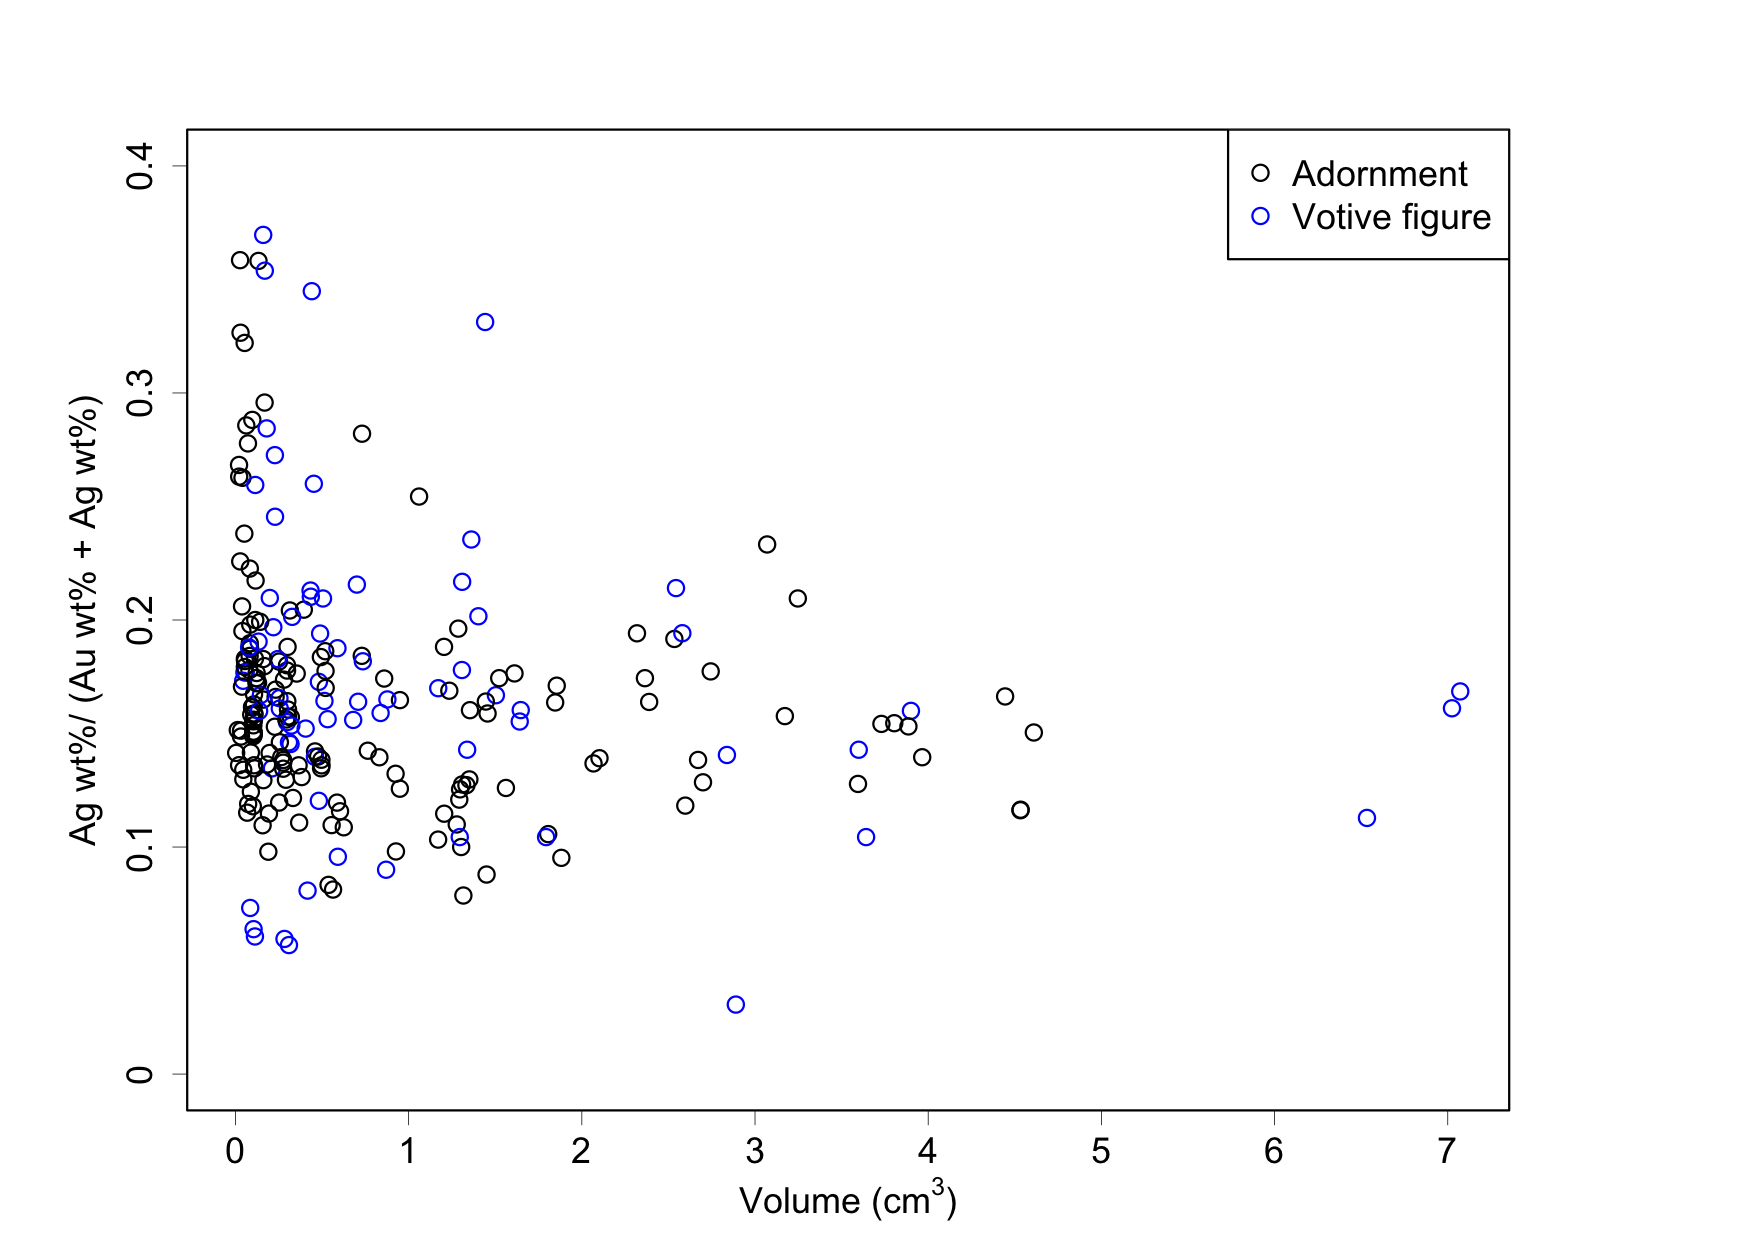 Adornment
Votive figure
0.4
0.3
0.2
0.1
0
Ag wt%/ (Au wt% + Ag wt%)
0 1 2 3 4 5 6 7
Volume (cm³)